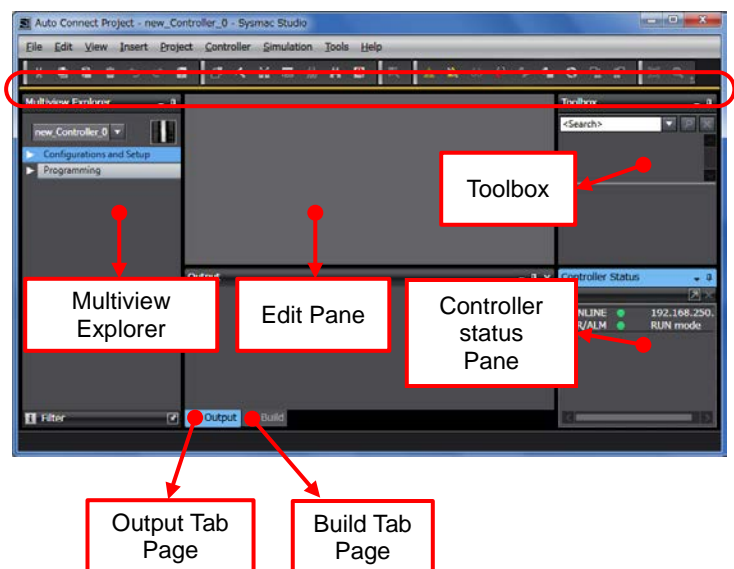 Auto Connect Project - new_Controller_0 - Sysmac Studio
File Edit View Insert Project Controller Simulation Tools Help
Multiview Explorer
Toolbox
new_Controller_0
<Search>
Configurations and Setup
Programming
Toolbox
Output
Controller Status
Multiview
Explorer
Edit Pane
Controller
status
Pane
NLINE 192.168.250.
R/ALM RUN mode
Filter
Output
Build
Output Tab
Page
Build Tab
Page